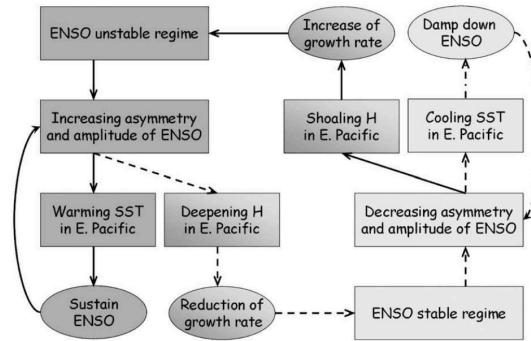 ENSO unstable regime
Increase of
growth rate
Damp down
ENSO
Increasing asymmetry
and amplitude of ENSO
Shoaling H
in E. Pacific
Cooling SST
in E. Pacific
Warming SST
in E. Pacific
Deepening H
in E. Pacific
Decreasing asymmetry
and amplitude of ENSO
Sustain
ENSO
Reduction of
growth rate
ENSO stable regime